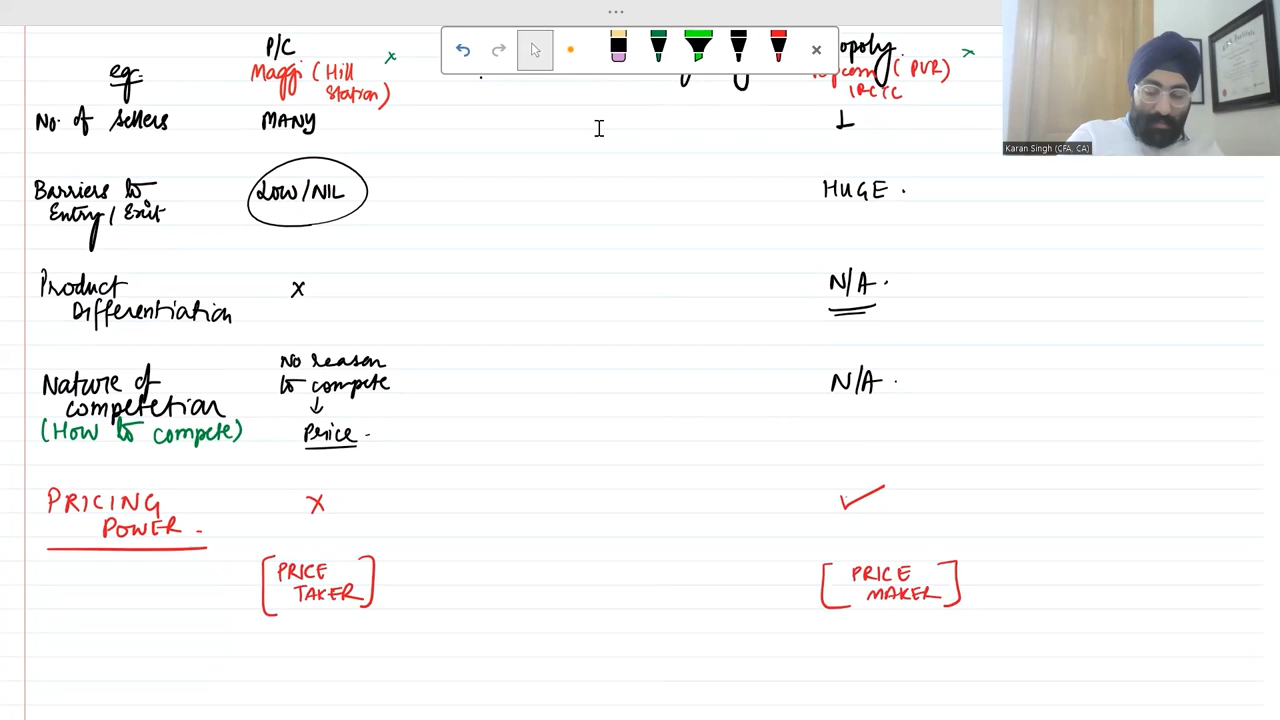 P/C
opoly.
eg.
Maggi (Hill Station)
(PVR)
IRCTC
No. of Sellers MANY 1
Barriers to Entry/Exit LOW/NIL HUGE.
Product Differentiation x N/A.
Nature of competetion
(How to compete)
No reason
to compete
↓
Price.
N/A.
PRICING POWER. x ✓
[PRICE TAKER] [PRICE MAKER]
Karan Singh (CFA, CA)